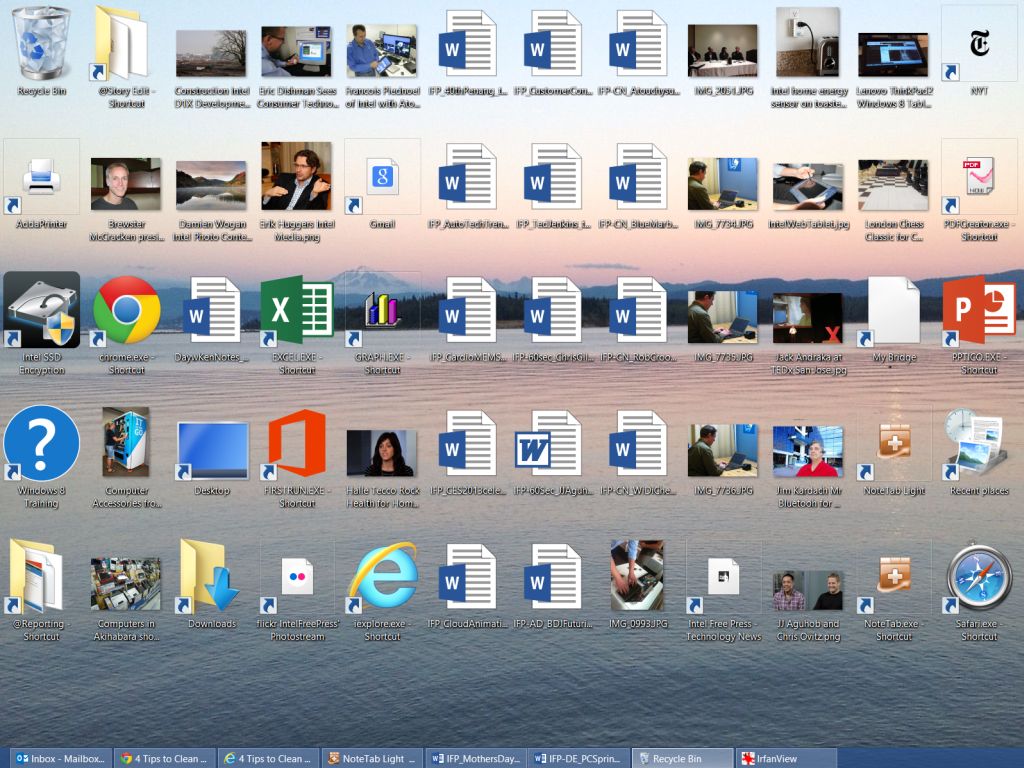 Recycle Bin
@Story Edit -
Shortcut
Construction Intel
D1X Developme...
Eric Dishman Sees
Consumer Techno...
Francois Piednoel
of Intel with Ato...
IFP_40thPenang_t...
IFP_CustomerCon...
IFP-CN_Atouchysu...
IMG_2051.JPG
Intel home energy
sensor on toaste...
Lenovo ThinkPad2
Windows 8 Tabl...
NYT
AddaPrinter
Brewster
McCracken presi...
Damien Wogan
Intel Photo Conte...
Erik Huggers Intel
Media.png
Gmail
IFP_AutoTechTren...
IFP_TedJenkins_i...
IFP-CN_BlueMarb...
IMG_7734.JPG
IntelWebTablet.jpg
London Chess
Classic for C...
PDFCreator.exe -
Shortcut
Intel SSD
Encryption
chrome.exe -
Shortcut
DaywKenNotes_...
EXCEL.EXE -
Shortcut
GRAPH.EXE -
Shortcut
IFP_CardioMEMS...
IFP-60sec_ChrisGil...
IFP-CN_RobCroo...
IMG_7735.JPG
Jack Andraka at
TEDx San Jose.jpg
My Bridge
PPTICO.EXE -
Shortcut
Windows 8
Training
Computer
Accessories fro...
Desktop
FIRSTRUN.EXE -
Shortcut
Halle Tecco Rock
Health for Hom...
IFP_CES2013cele...
IFP-60Sec_JJAguh...
IFP-CN_WIDIChe...
IMG_7736.JPG
Jim Kardach Mr
Bluetooth for ...
NoteTab Light
Recent places
@Reporting -
Shortcut
Computers in
Akihabara sho...
Downloads
flickr IntelFreePress'
Photostream
iexplore.exe -
Shortcut
IFP_CloudAnimati...
IFP-AD_BDJFuturi...
IMG_0993.JPG
Intel Free Press -
Technology News
JJ Aguhob and
Chris Ovitz.png
NoteTab.exe -
Shortcut
Safari.exe -
Shortcut
Inbox - Mailbox...
4 Tips to Clean ...
4 Tips to Clean ...
NoteTab Light ...
IFP_MothersDay...
IFP-DE_PCSprin...
Recycle Bin
IrfanView